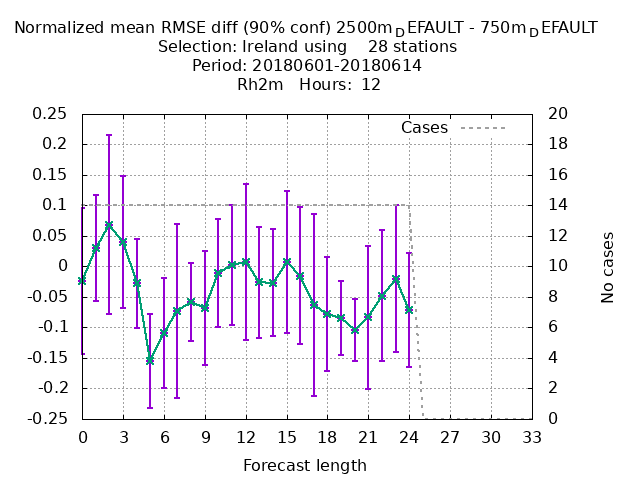 Normalized mean RMSE diff (90% conf) 2500m_DEFAULT - 750m_DEFAULT
Selection: Ireland using 28 stations
Period: 20180601-20180614
Rh2m Hours: 12
Cases
0.25
0.2
0.15
0.1
0.05
0
-0.05
-0.1
-0.15
-0.2
-0.25
20
18
16
14
12
10
8
6
4
2
0
No cases
0 3 6 9 12 15 18 21 24 27 30 33
Forecast length